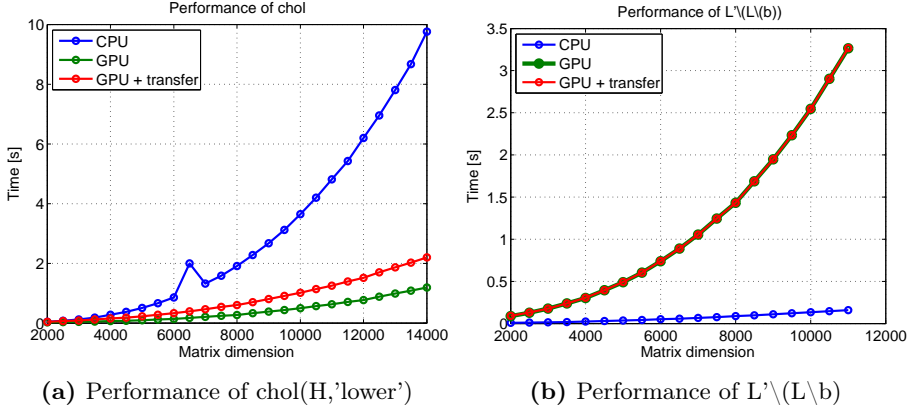 Performance of chol
10
8
6
4
2
0
Time [s]
CPU
GPU
GPU + transfer
2000 4000 6000 8000 10000 12000 14000
Matrix dimension
(a) Performance of chol(H,'lower')
Performance of L'\(L\(b))
3.5
3
2.5
2
1.5
1
0.5
0
Time [s]
CPU
GPU
GPU + transfer
2000 4000 6000 8000 10000 12000
Matrix dimension
(b) Performance of L'\(L\b)